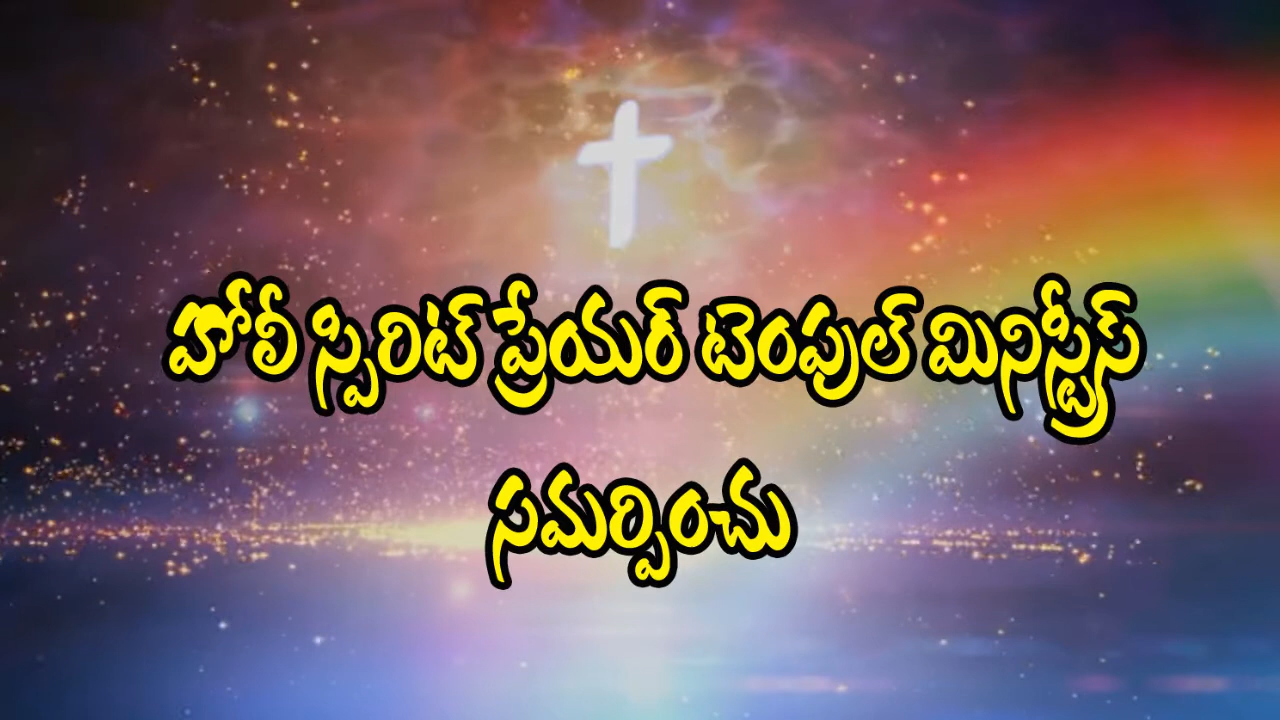 హోలీ స్పిరిట్ ప్రేయర్ టెంపుల్ మినిస్ట్రీస్
సమర్పించు